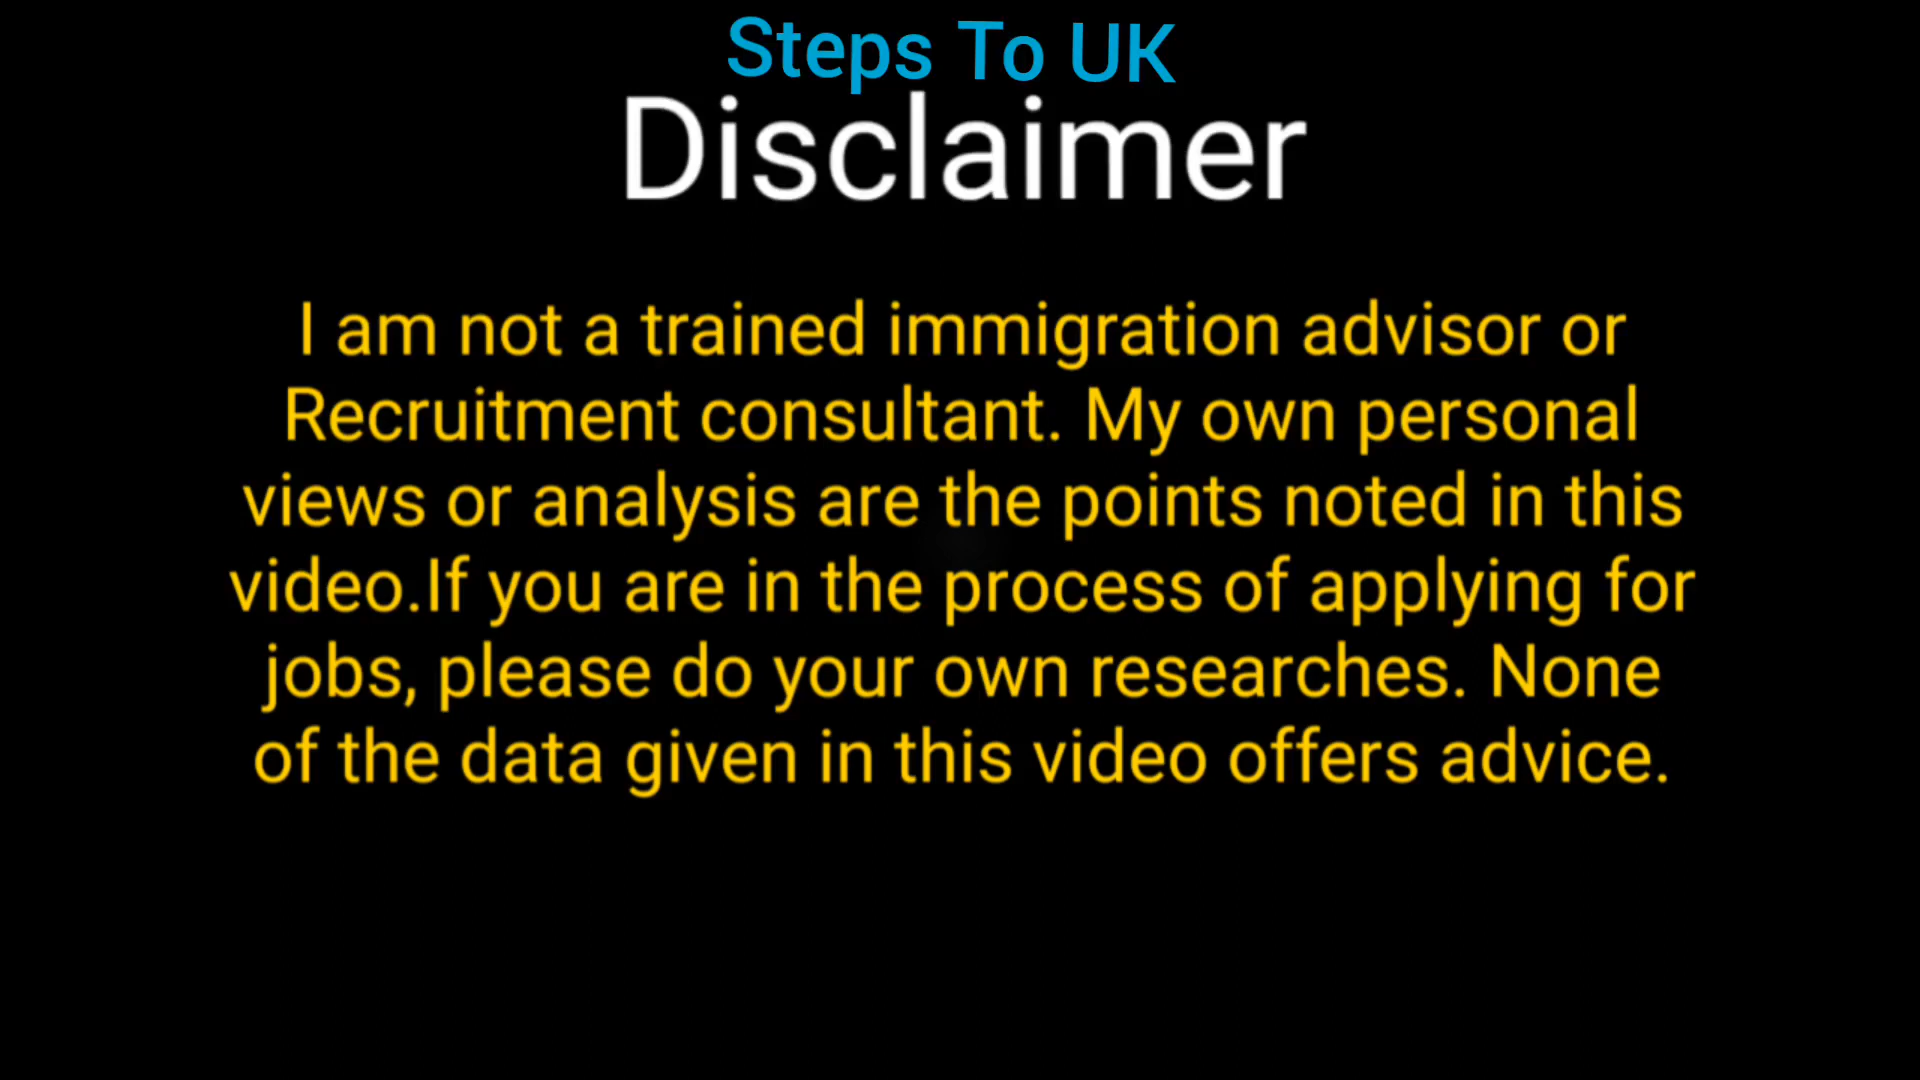 Steps To UK
Disclaimer
I am not a trained immigration advisor or
Recruitment consultant. My own personal
views or analysis are the points noted in this
video.If you are in the process of applying for
jobs, please do your own researches. None
of the data given in this video offers advice.